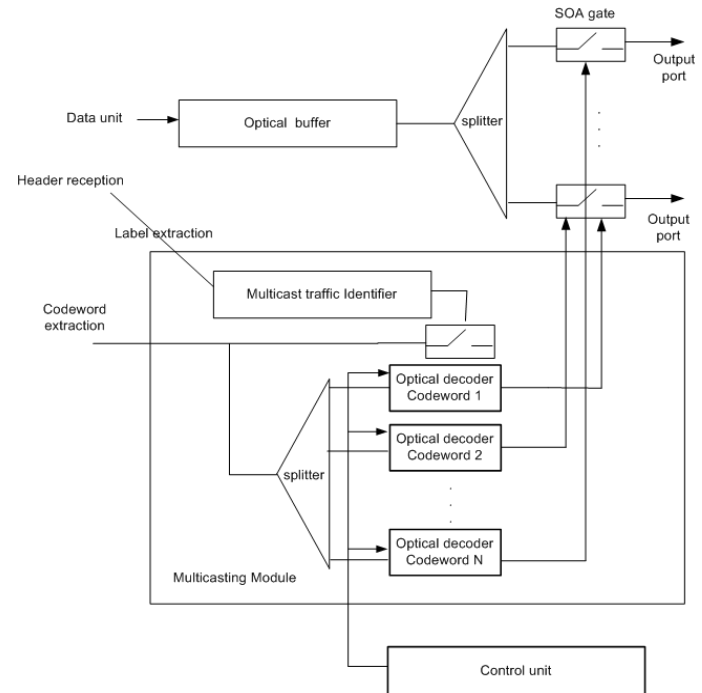 SOA gate
Output
port
Data unit
Optical buffer
splitter
Header reception
Label extraction
Output
port
Multicast traffic Identifier
Codeword
extraction
Optical decoder
Codeword 1
Optical decoder
Codeword 2
splitter
Optical decoder
Codeword N
Multicasting Module
Control unit